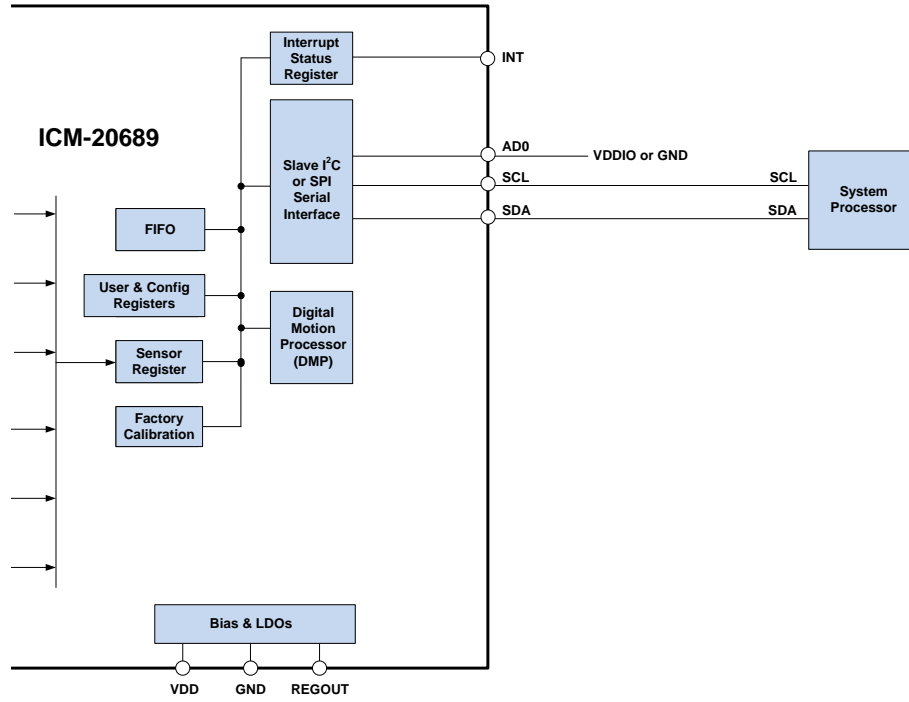 Interrupt
Status
Register
INT
ICM-20689
Slave I²C
or SPI
Serial
Interface
AD0
VDDIO or GND
SCL
SCL
SDA
SDA
System
Processor
FIFO
User & Config
Registers
Digital
Motion
Processor
(DMP)
Sensor
Register
Factory
Calibration
Bias & LDOs
VDD
GND
REGOUT